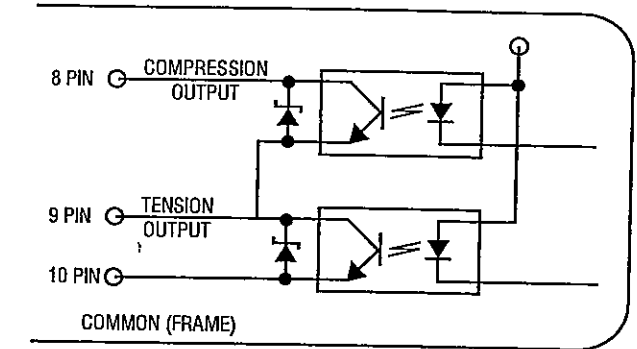 8 PIN
COMPRESSION
OUTPUT
9 PIN
TENSION
OUTPUT
10 PIN
COMMON (FRAME)